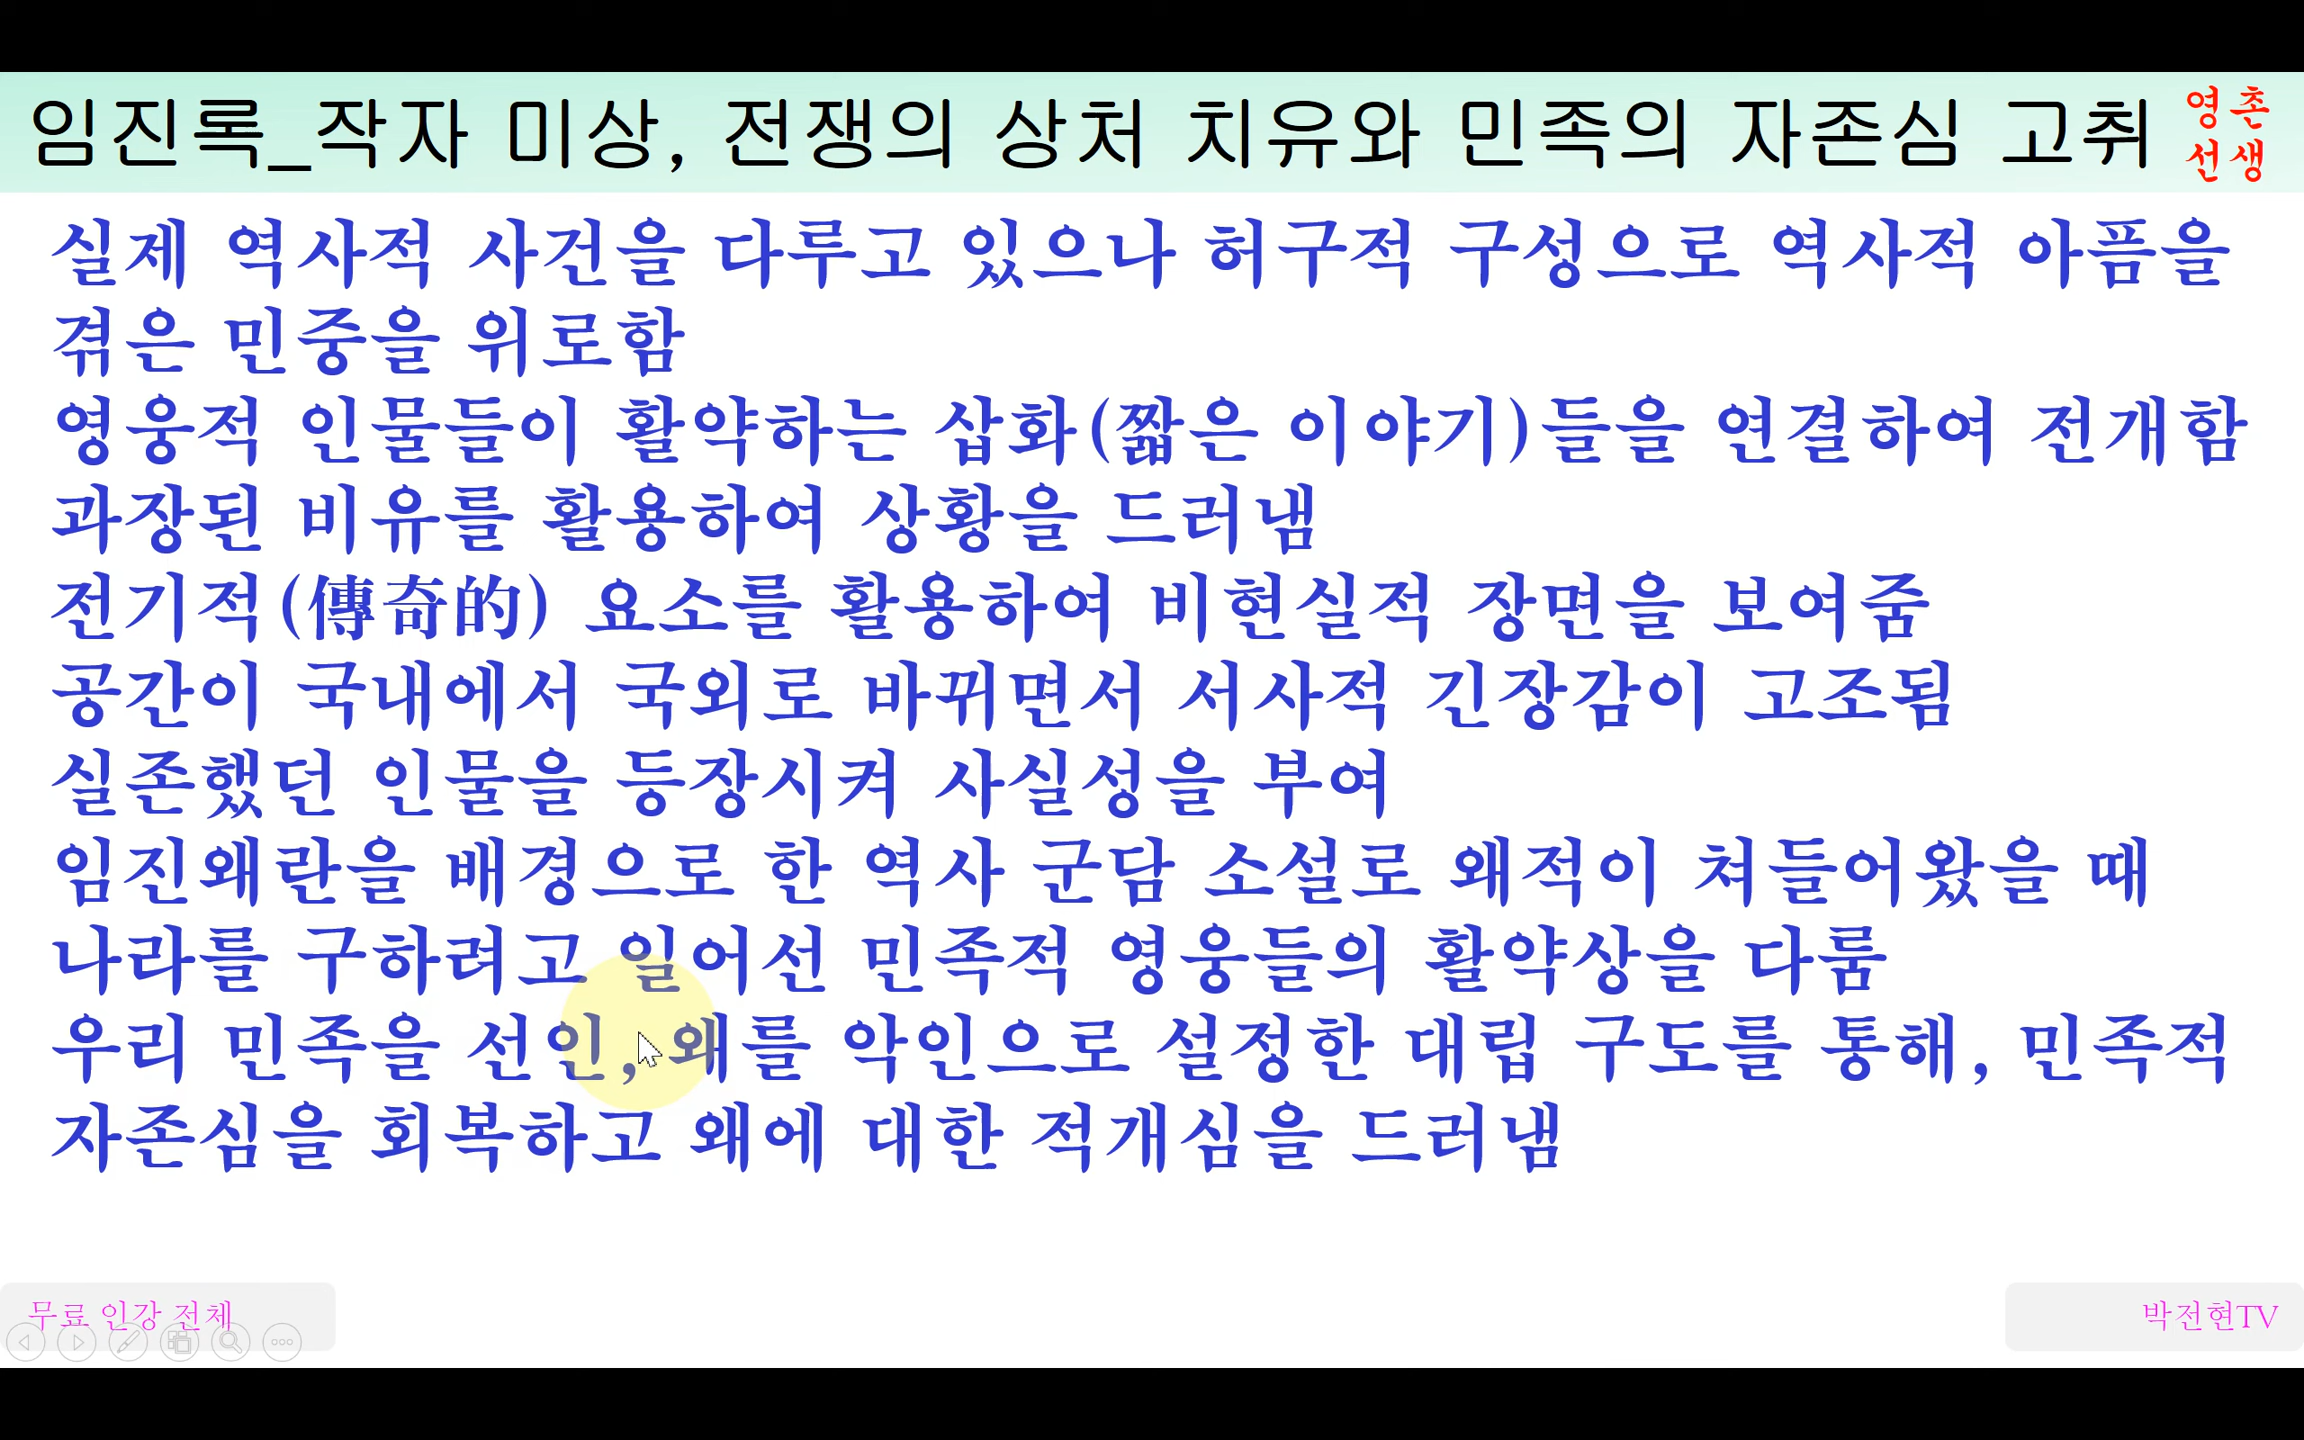 임진록_작자 미상, 전쟁의 상처 치유와 민족의 자존심 고취
영촌
선생
실제 역사적 사건을 다루고 있으나 허구적 구성으로 역사적 아픔을
겪은 민중을 위로함
영웅적 인물들이 활약하는 삽화(짧은 이야기)들을 연결하여 전개함
과장된 비유를 활용하여 상황을 드러냄
전기적(傳奇的) 요소를 활용하여 비현실적 장면을 보여줌
공간이 국내에서 국외로 바뀌면서 서사적 긴장감이 고조됨
실존했던 인물을 등장시켜 사실성을 부여
임진왜란을 배경으로 한 역사 군담 소설로 왜적이 쳐들어왔을 때
나라를 구하려고 일어선 민족적 영웅들의 활약상을 다룸
우리 민족을 선인, 왜를 악인으로 설정한 대립 구도를 통해, 민족적
자존심을 회복하고 왜에 대한 적개심을 드러냄
무료 인강 전체
박전현TV